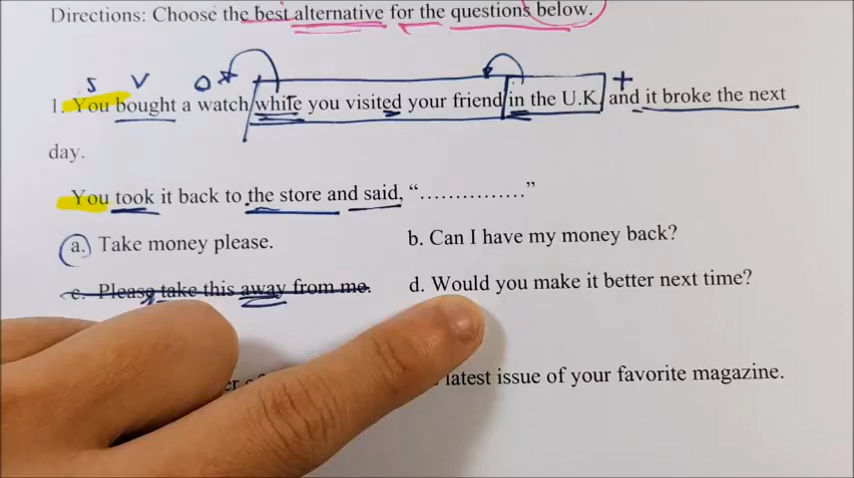 Directions: Choose the best alternative for the questions below.
S V O +
1. You bought a watch while you visited your friend in the U.K. and it broke the next
day.
You took it back to the store and said, “……………”
a. Take money please. b. Can I have my money back?
c. Please take this away from me. d. Would you make it better next time?
latest issue of your favorite magazine.